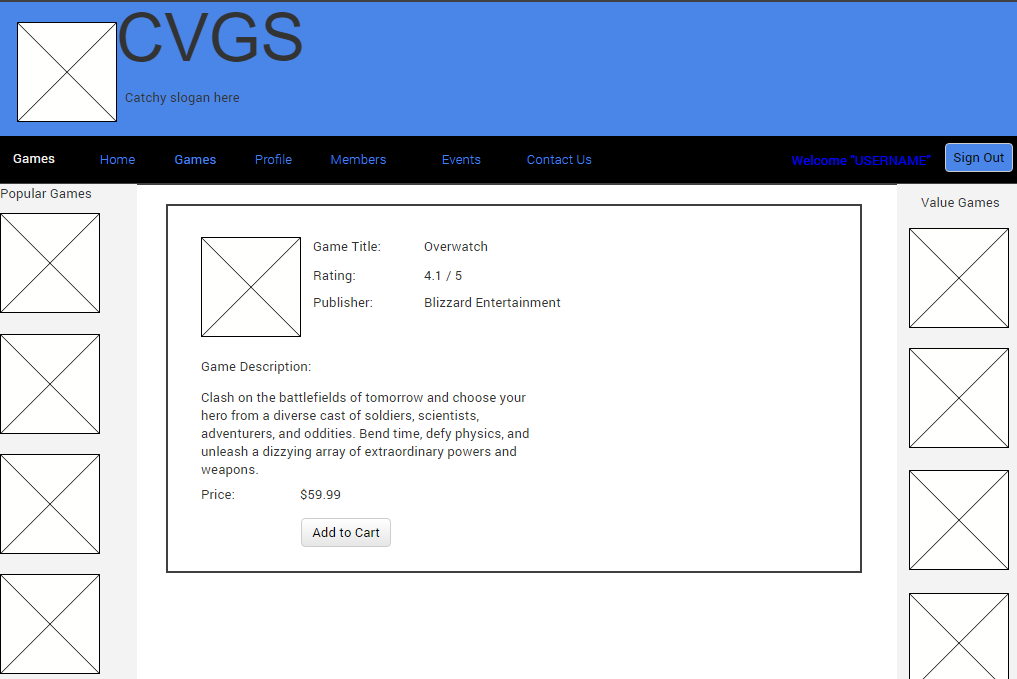 CVGS
Catchy slogan here
Games Home Games Profile Members Events Contact Us Welcome "USERNAME" Sign Out
Popular Games
Value Games
Game Title: Overwatch
Rating: 4.1 / 5
Publisher: Blizzard Entertainment
Game Description:
Clash on the battlefields of tomorrow and choose your
hero from a diverse cast of soldiers, scientists,
adventurers, and oddities. Bend time, defy physics, and
unleash a dizzying array of extraordinary powers and
weapons.
Price: $59.99
Add to Cart